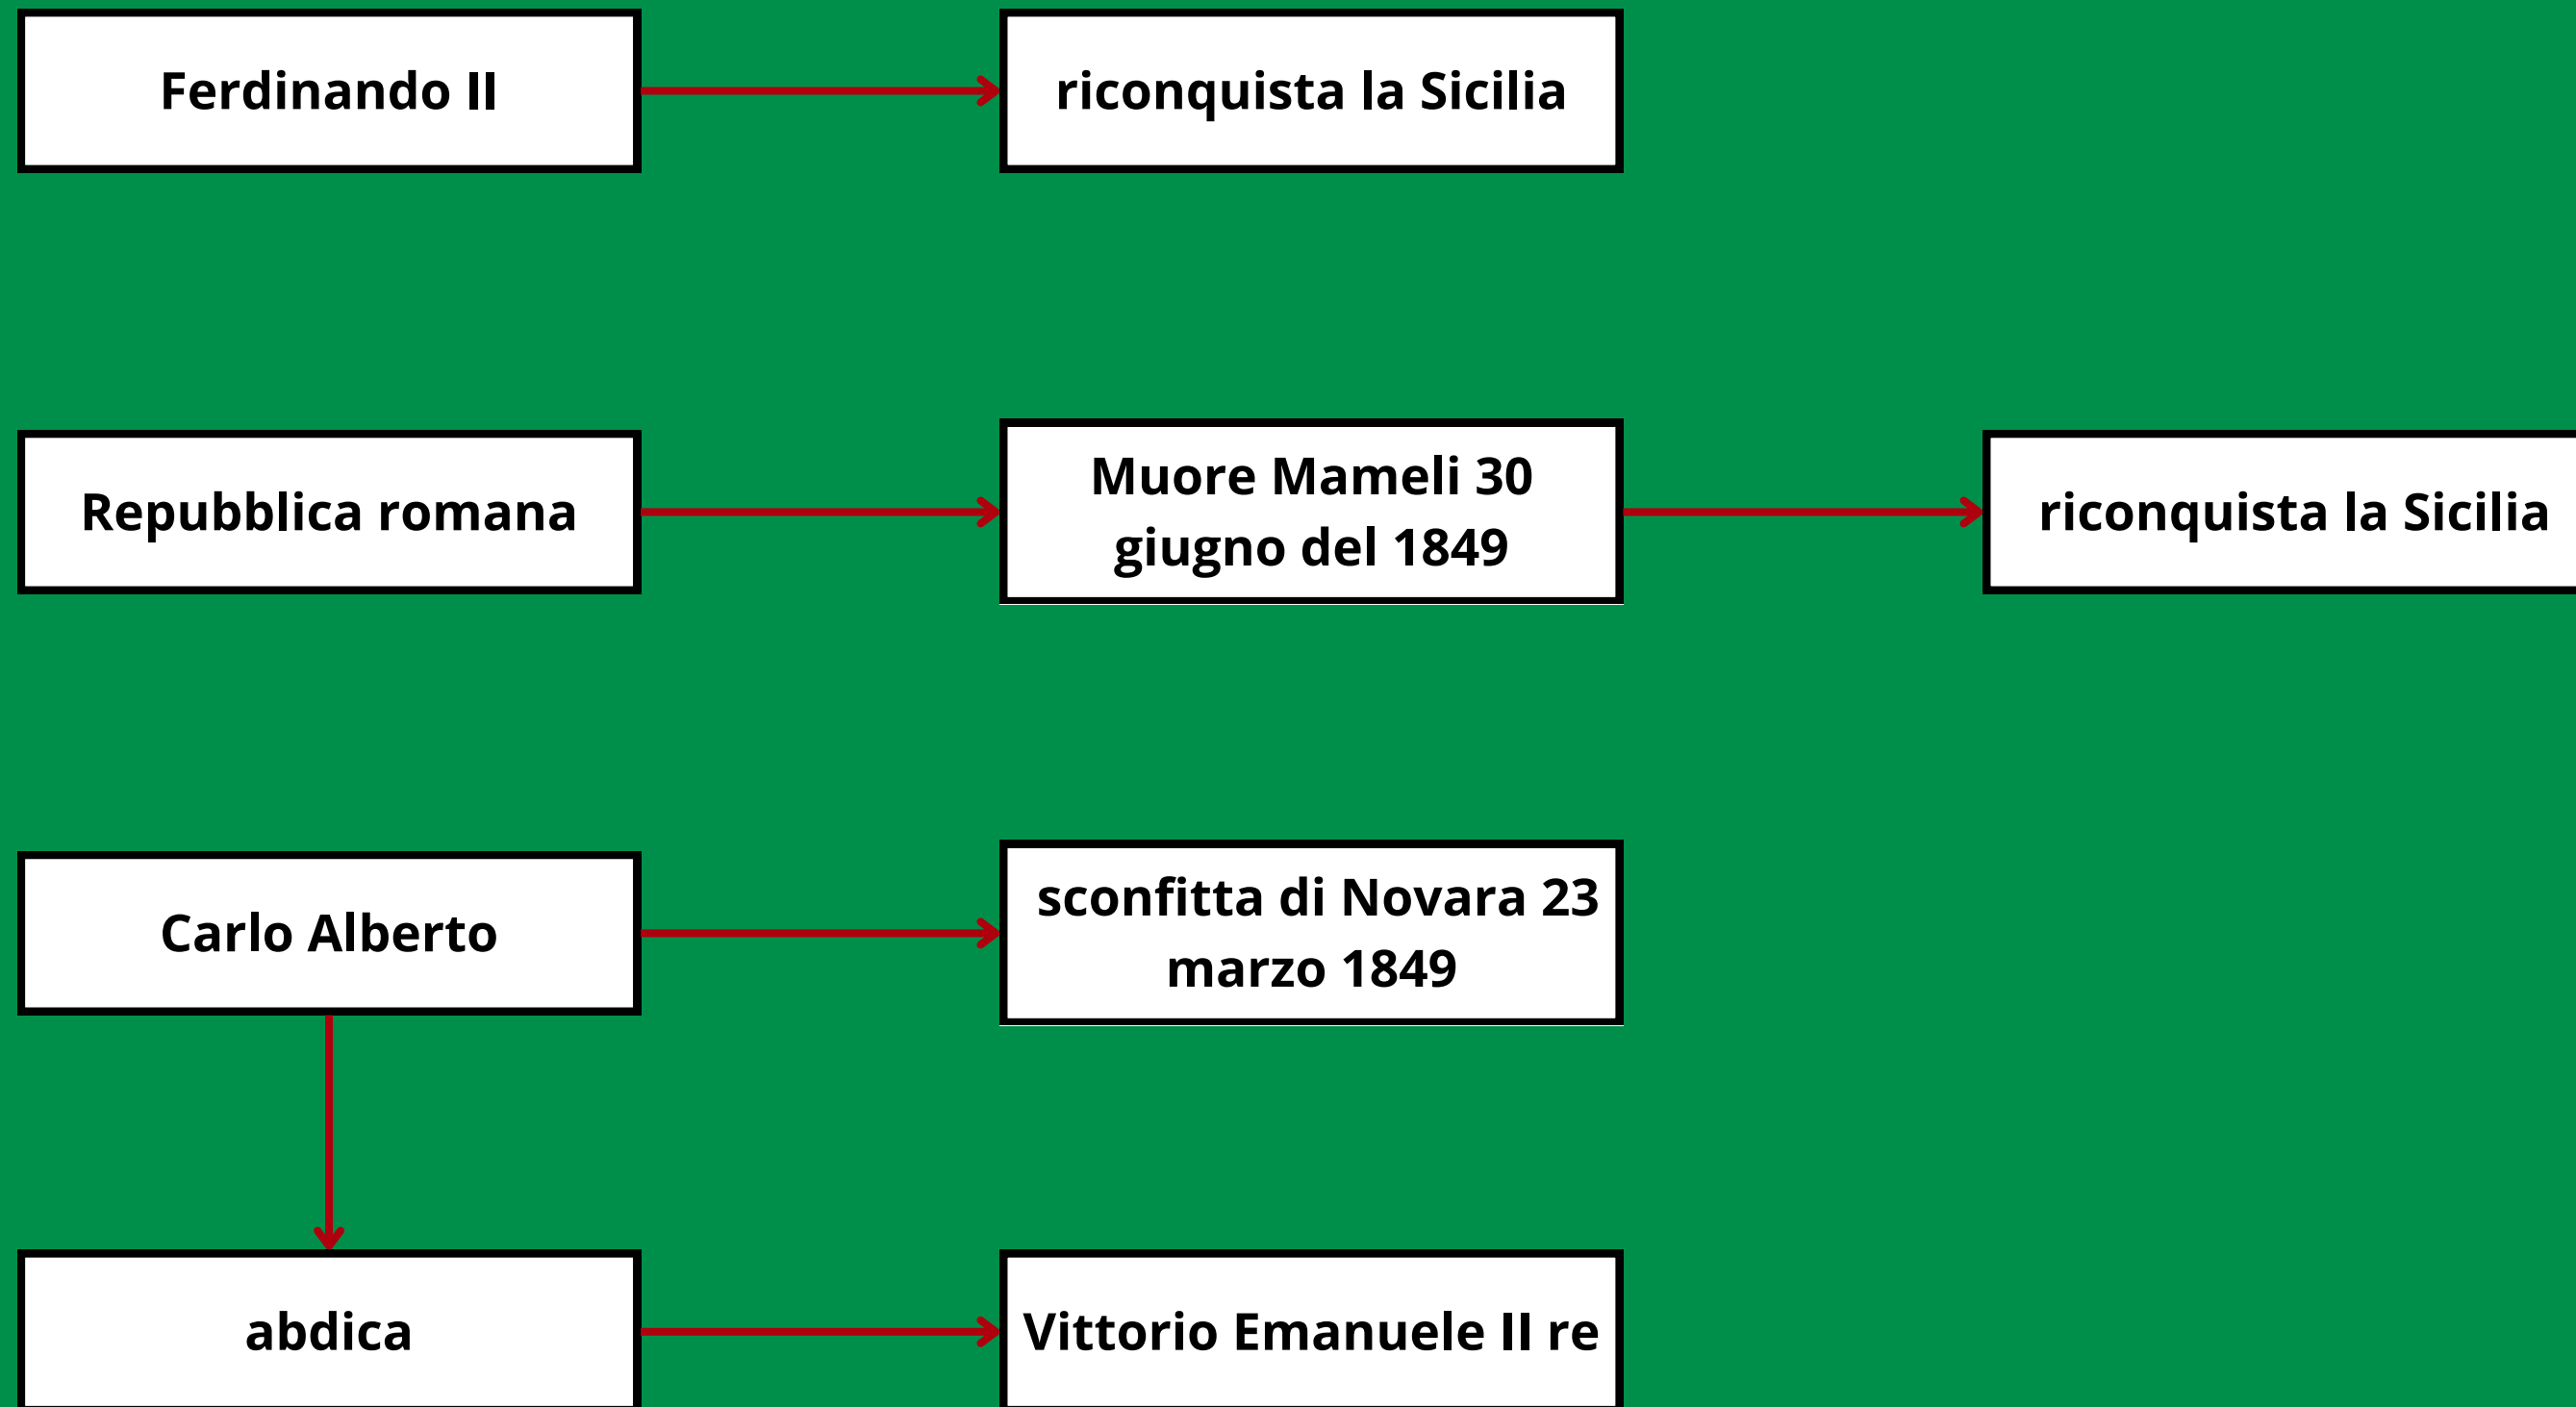 Ferdinando II
riconquista la Sicilia
Repubblica romana
Muore Mameli 30
giugno del 1849
riconquista la Sicilia
Carlo Alberto
sconfitta di Novara 23
marzo 1849
abdica
Vittorio Emanuele II re